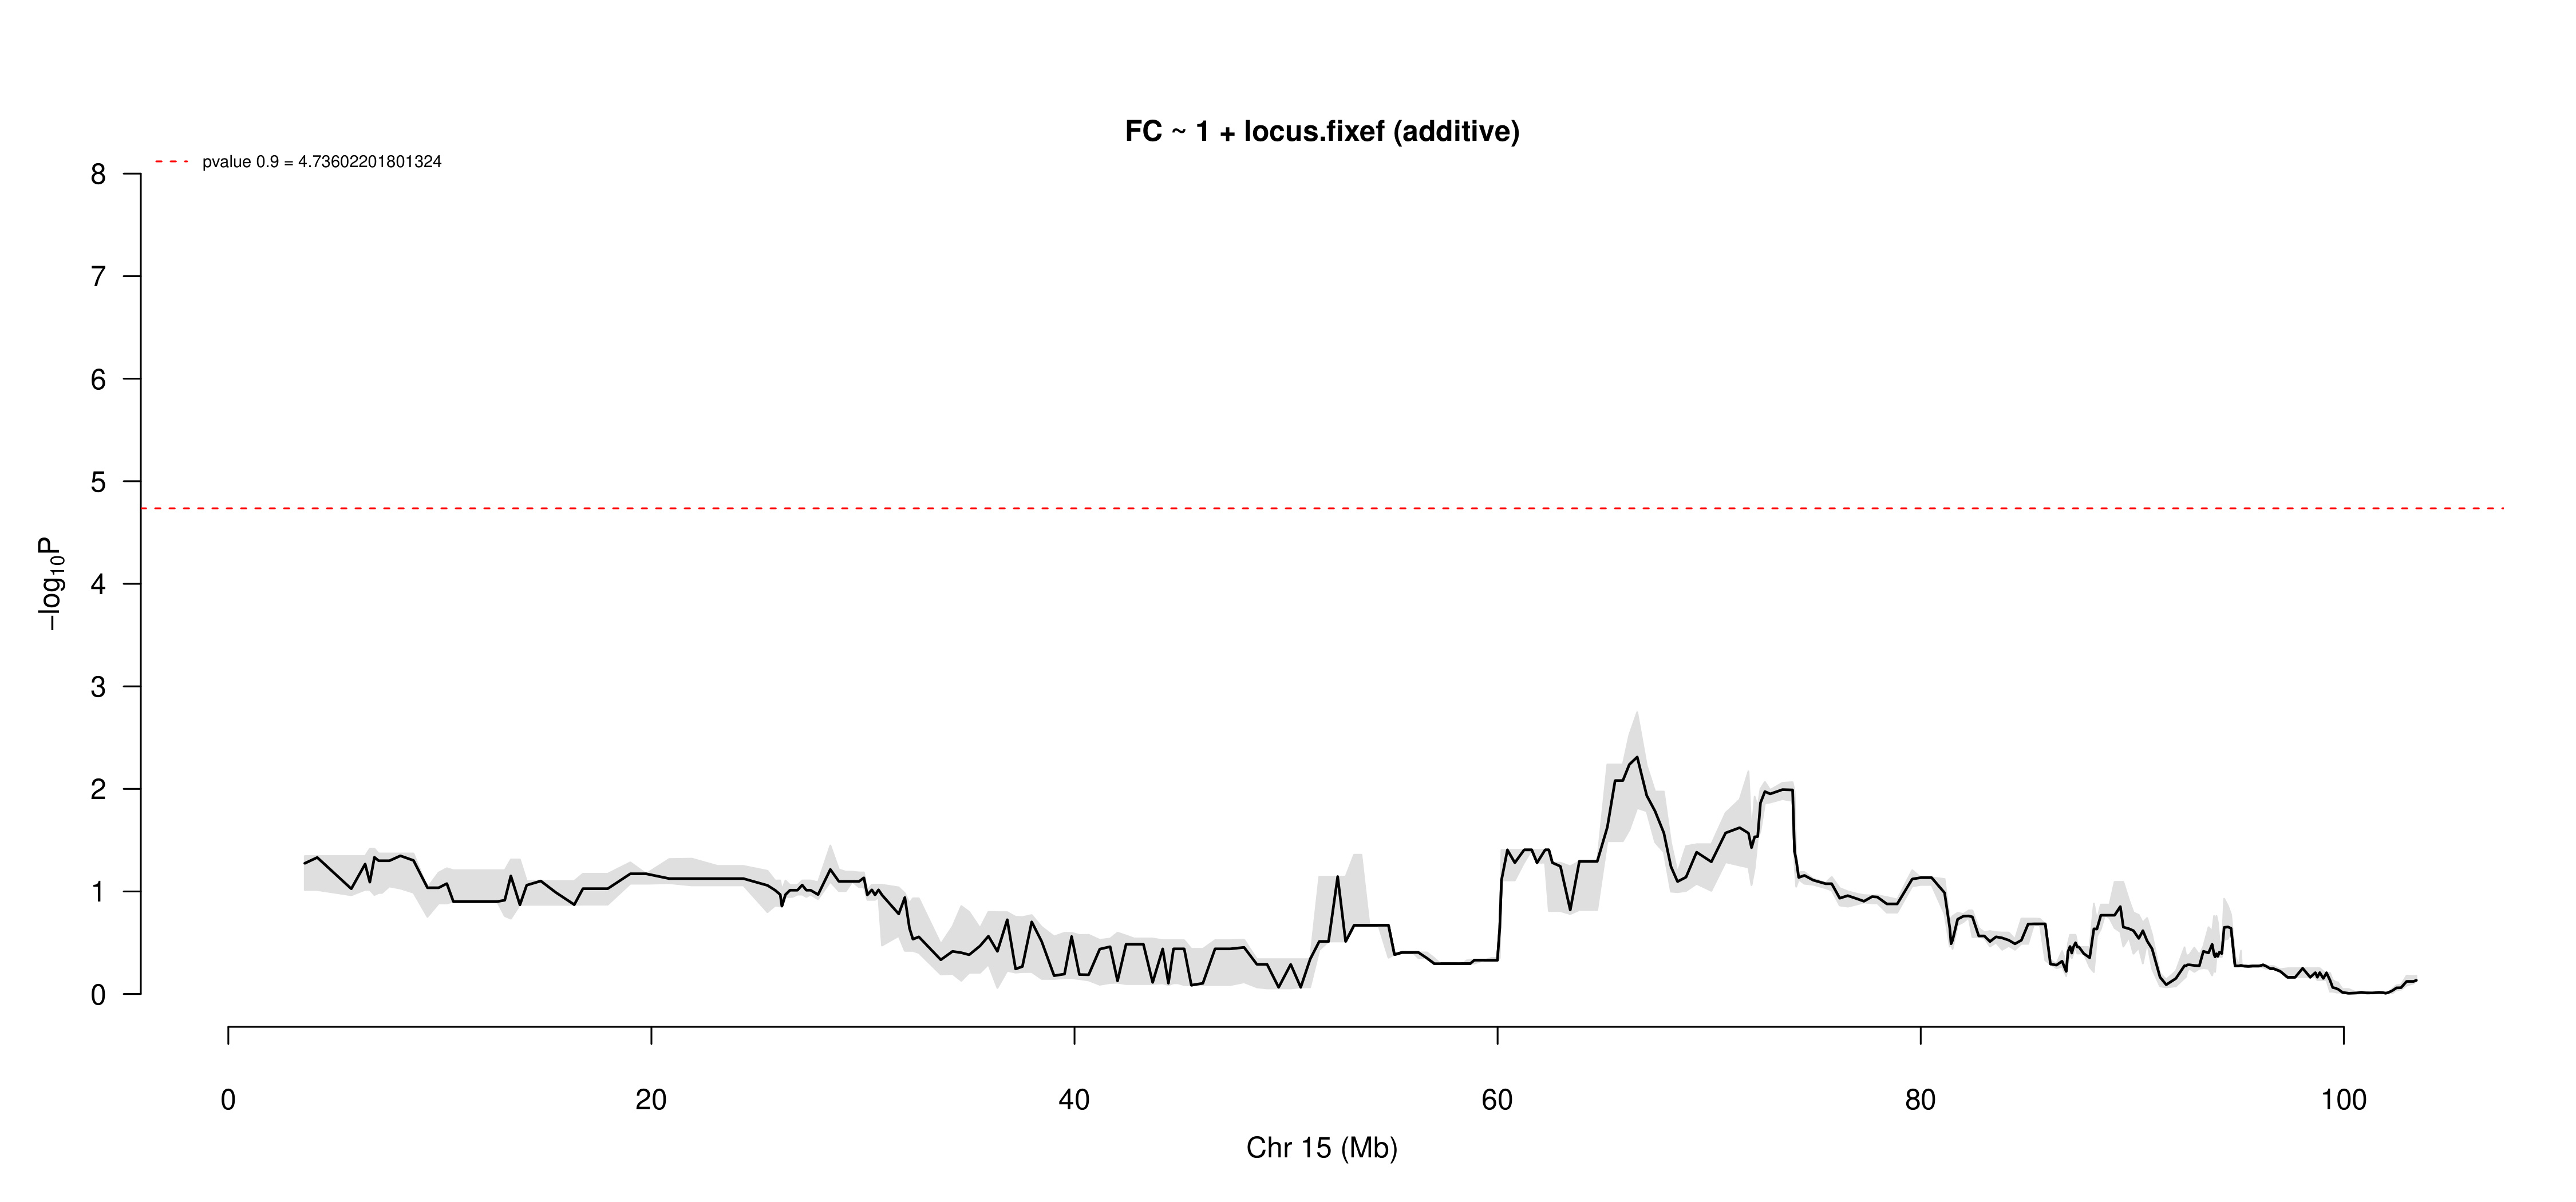 FC ~ 1 + locus.fixef (additive)
pvalue 0.9 = 4.73602201801324
8
7
6
5
4
3
2
1
0
−log10P
0 20 40 60 80 100
Chr 15 (Mb)